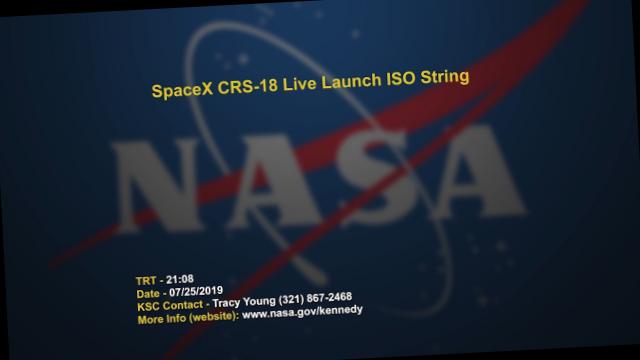 SpaceX CRS-18 Live Launch ISO String
NASA
TRT - 21:08
Date - 07/25/2019
KSC Contact - Tracy Young (321) 867-2468
More Info (website): www.nasa.gov/kennedy